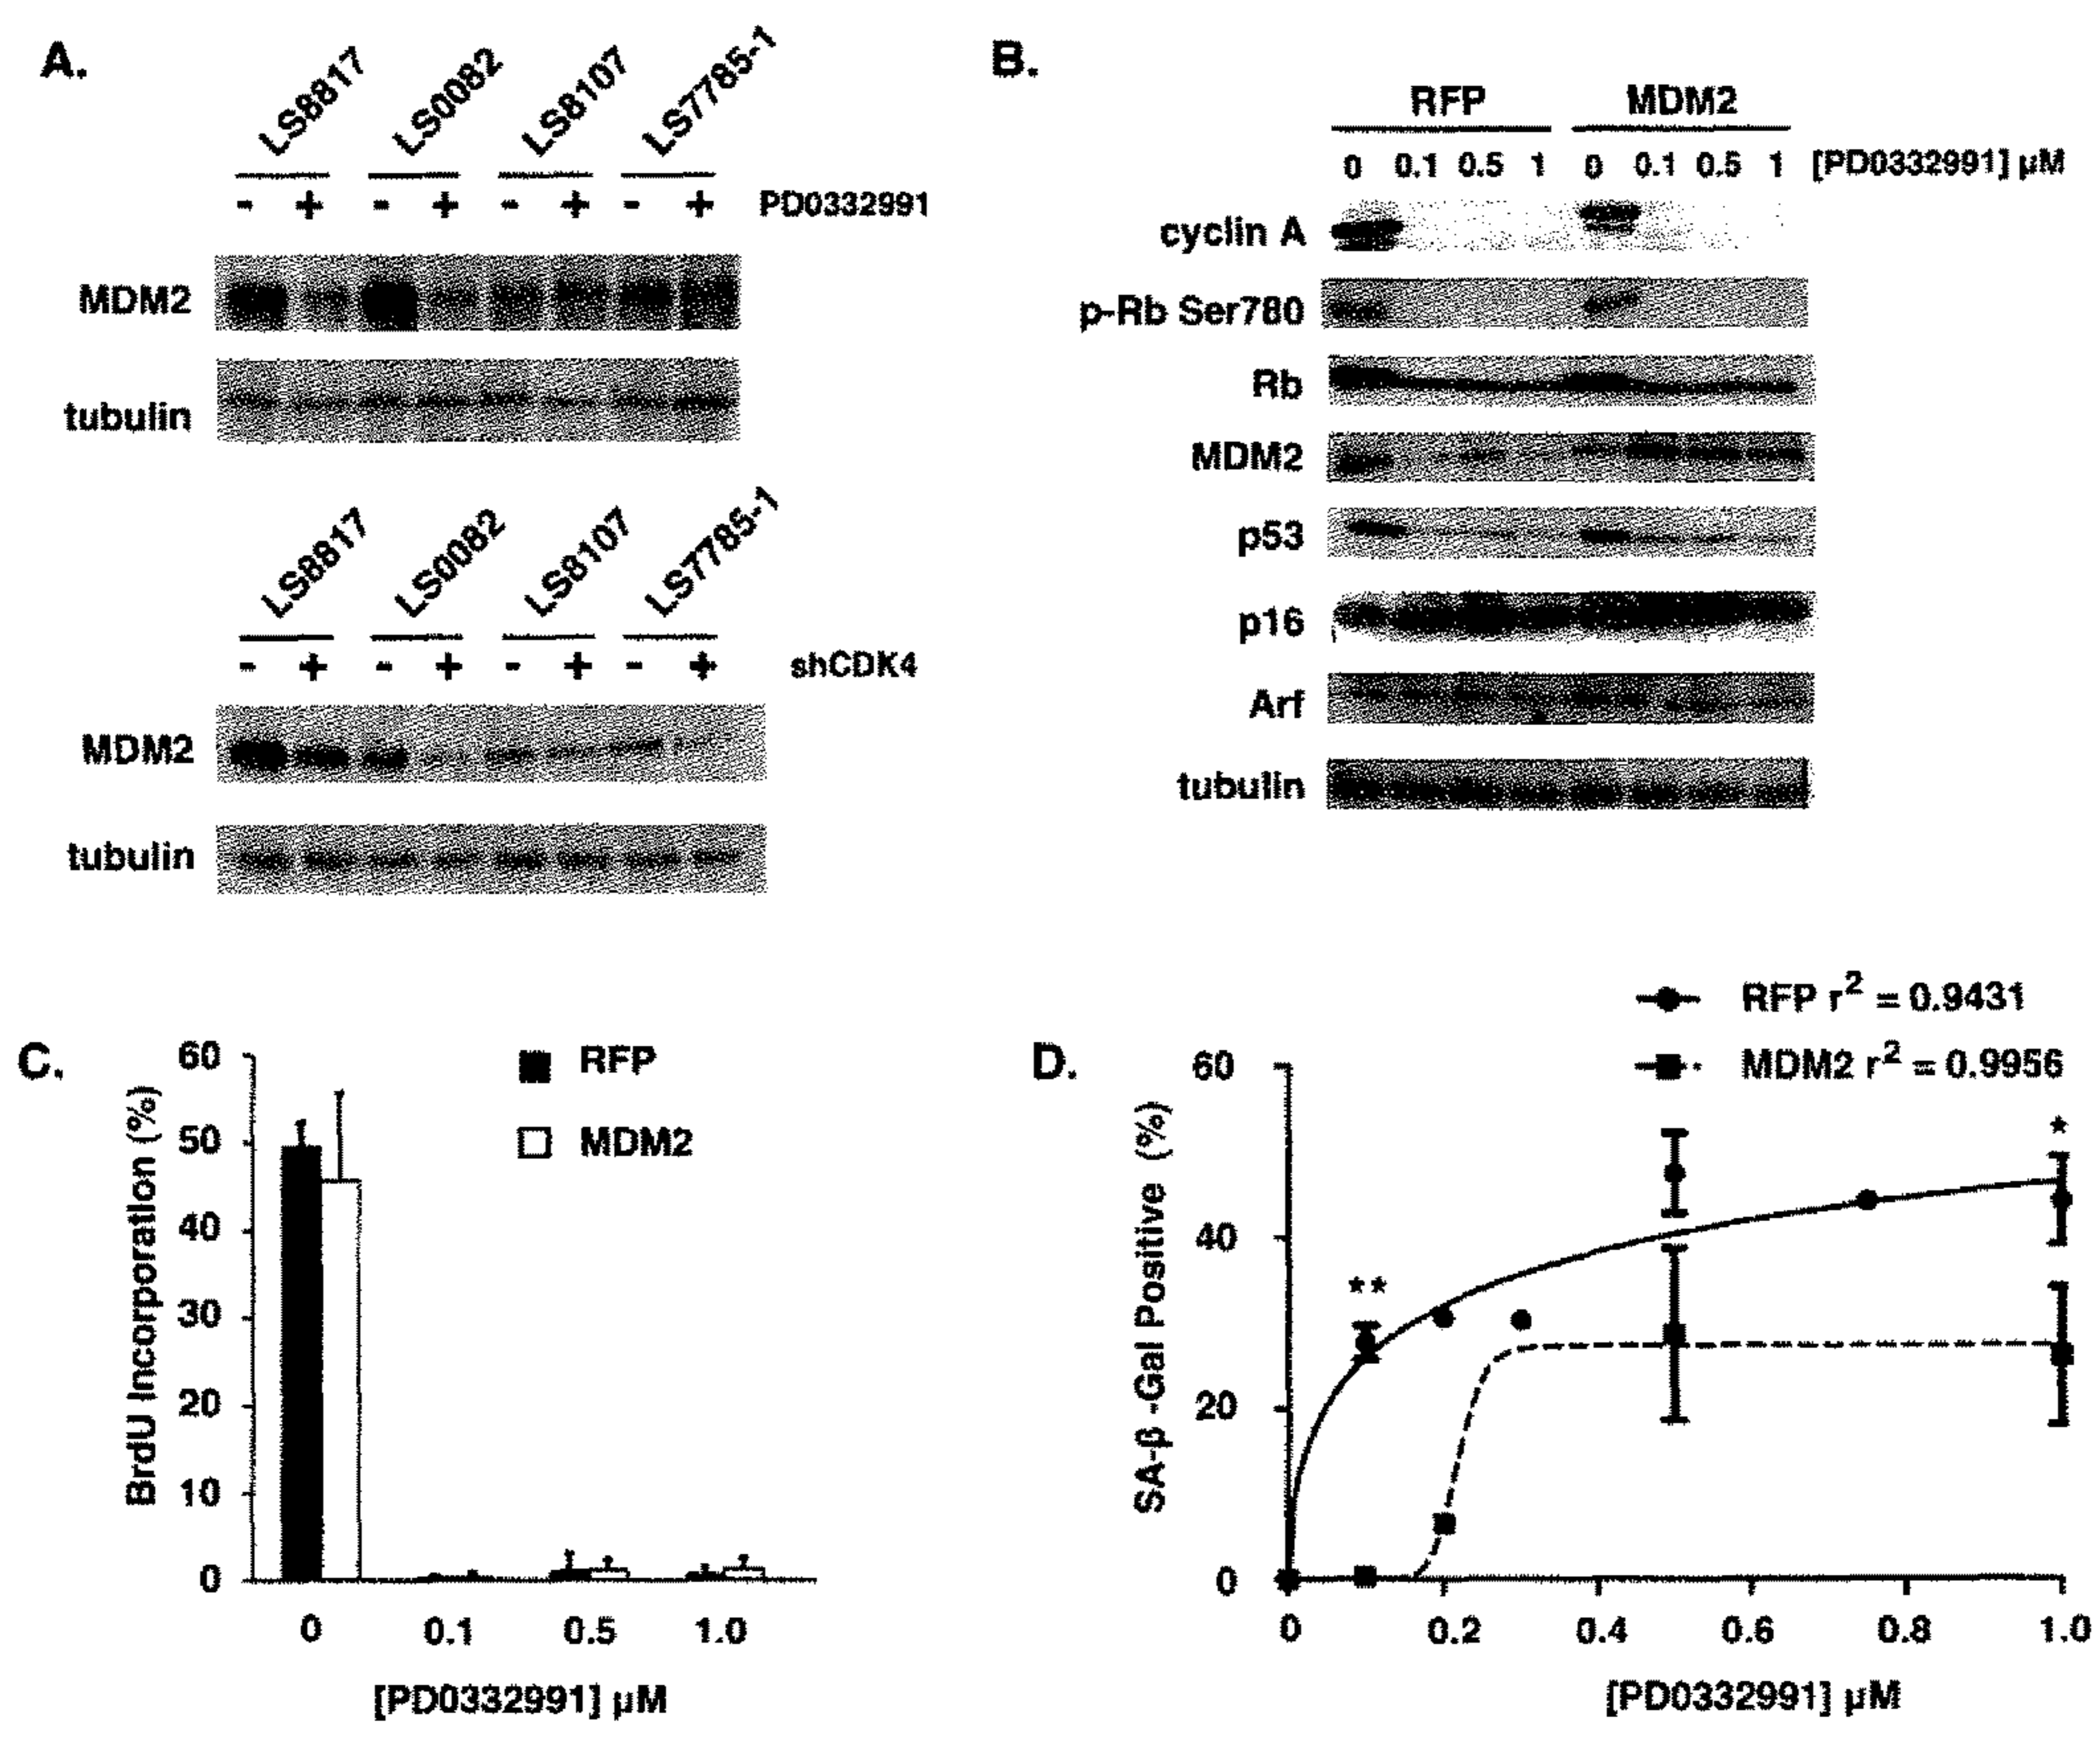 A.
LS8817 LS0082 LS8107 LS7785-1
- + - + - + - + PD0332991
MDM2
tubulin
LS8817 LS0082 LS8107 LS7785-1
- + - + - + - + shCDK4
MDM2
tubulin
B.
RFP MDM2
0 0.1 0.5 1 0 0.1 0.5 1 [PD0332991] µM
cyclin A
p-Rb Ser780
Rb
MDM2
p53
p16
Arf
tubulin
C.
RFP
MDM2
BrdU Incorporation (%)
60
50
40
30
20
10
0
0 0.1 0.5 1.0
[PD0332991] µM
D.
RFP r² = 0.9431
MDM2 r² = 0.9956
SA-β -Gal Positive (%)
60
40
20
0
**
*
0 0.2 0.4 0.6 0.8 1.0
[PD0332991] µM